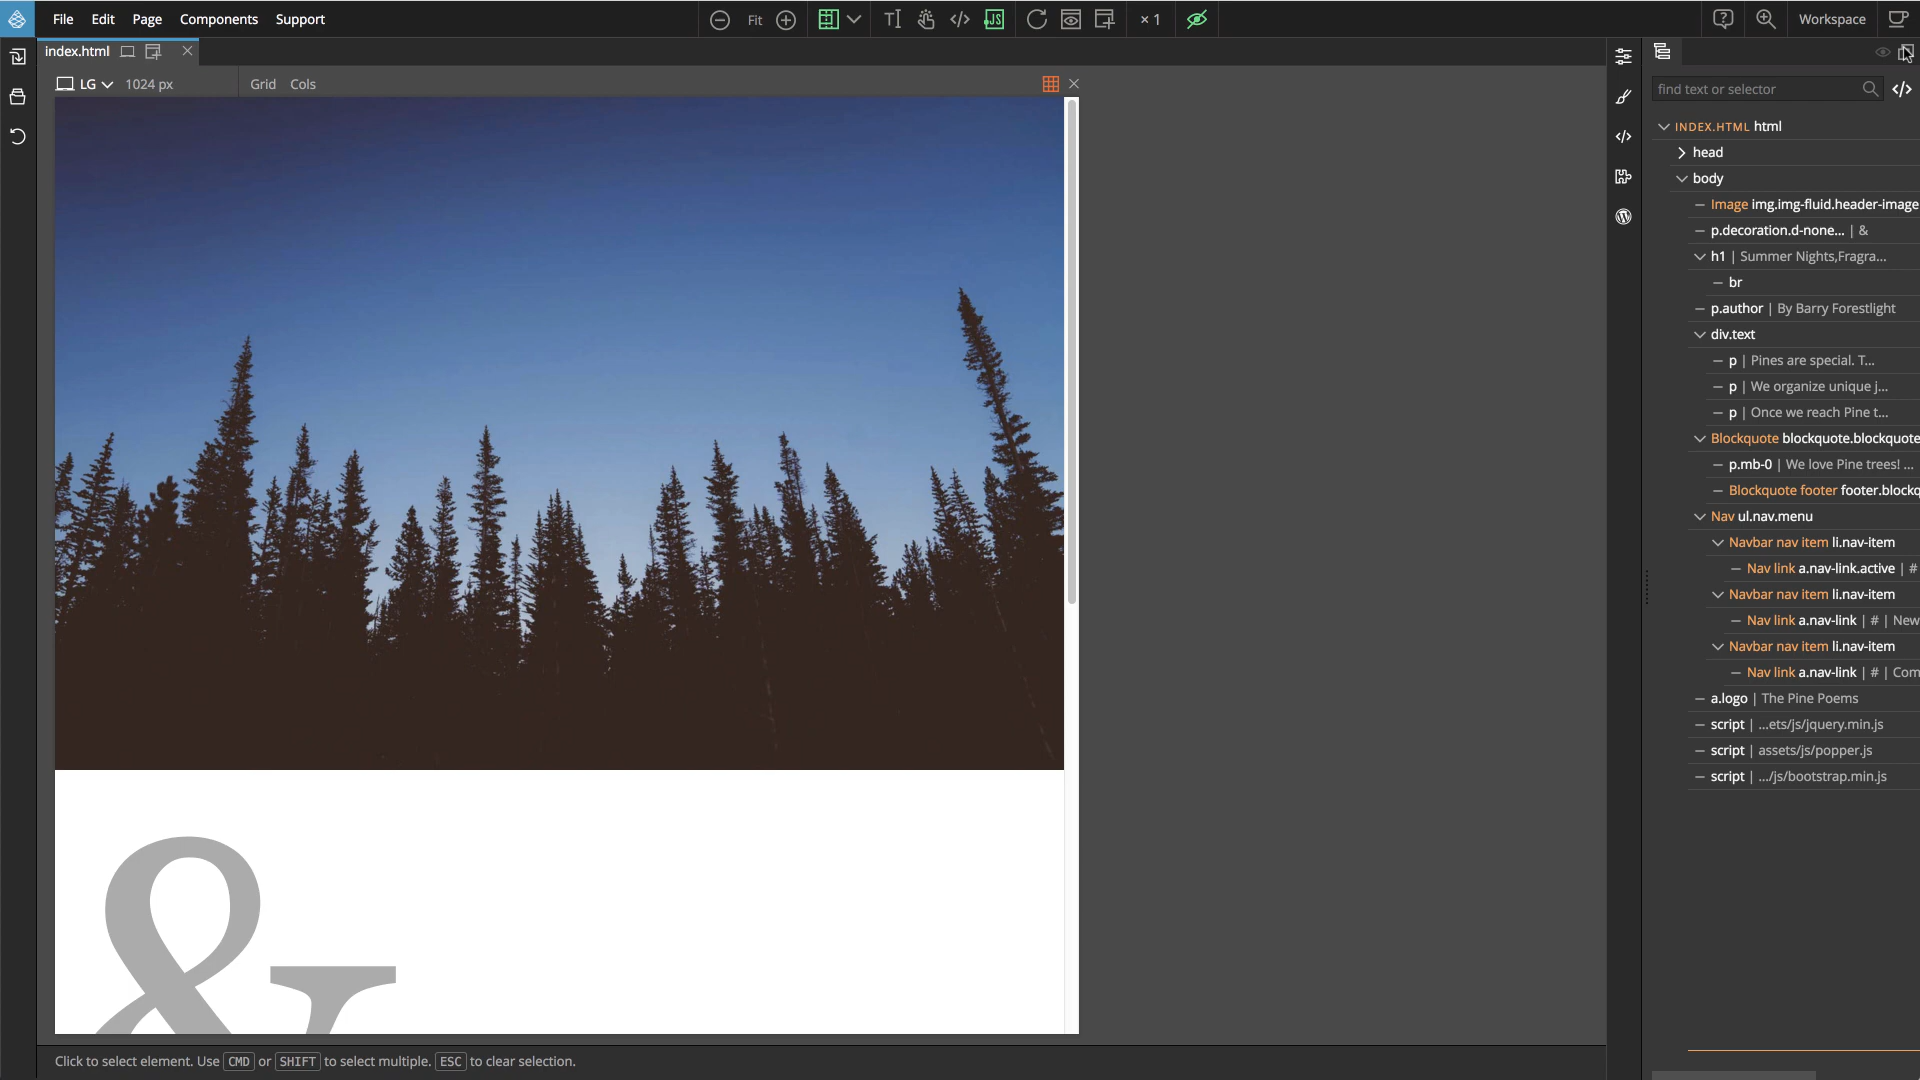 File Edit Page Components Support Fit × 1 Workspace
index.html
LG 1024 px Grid Cols
find text or selector
INDEX.HTML html
head
body
Image img.img-fluid.header-image
p.decoration.d-none... | &
h1 | Summer Nights,Fragra...
br
p.author | By Barry Forestlight
div.text
p | Pines are special. T...
p | We organize unique j...
p | Once we reach Pine t...
Blockquote blockquote.blockquote
p.mb-0 | We love Pine trees! ...
Blockquote footer footer.blockq
Nav ul.nav.menu
Navbar nav item li.nav-item
Nav link a.nav-link.active | #
Navbar nav item li.nav-item
Nav link a.nav-link | # | New
Navbar nav item li.nav-item
Nav link a.nav-link | # | Com
a.logo | The Pine Poems
script | ...ets/js/jquery.min.js
script | assets/js/popper.js
script | .../js/bootstrap.min.js
&
Click to select element. Use CMD or SHIFT to select multiple. ESC to clear selection.